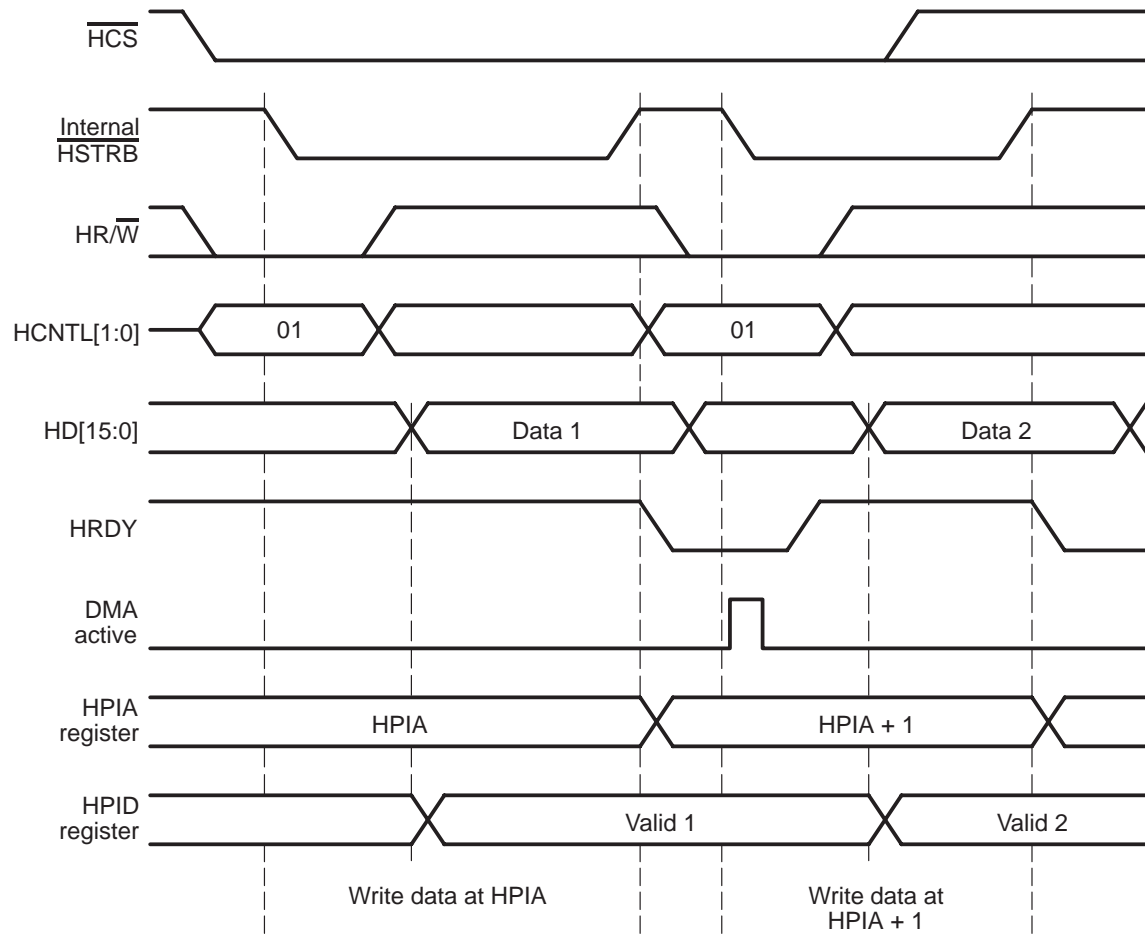 HCS
Internal
HSTRB
HR/W
HCNTL[1:0]
01
01
HD[15:0]
Data 1
Data 2
HRDY
DMA
active
HPIA
register
HPIA
HPIA + 1
HPID
register
Valid 1
Valid 2
Write data at HPIA
Write data at
HPIA + 1